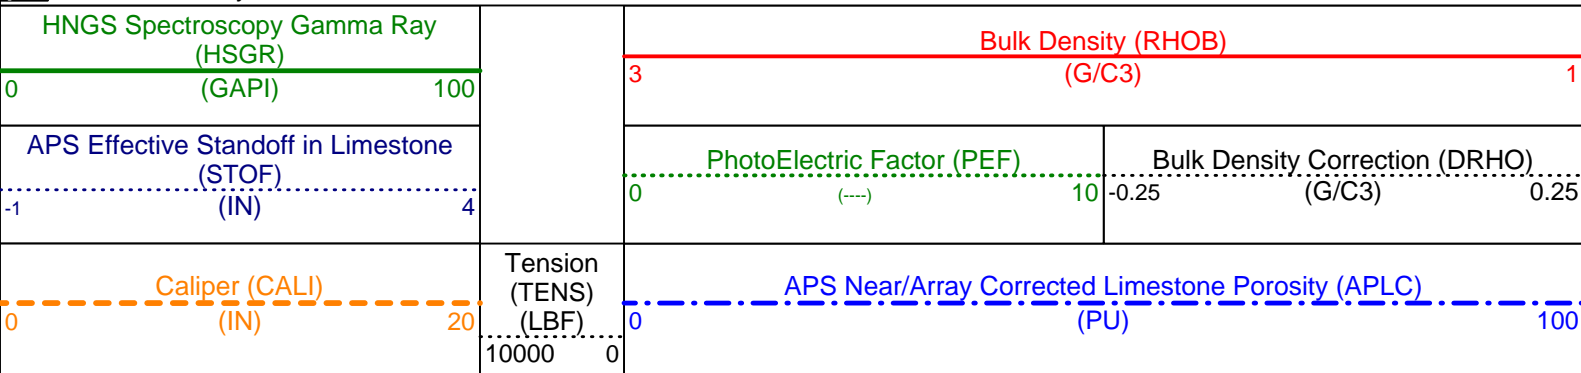 HNGS Spectroscopy Gamma Ray
(HSGR)
0 (GAPI) 100
Bulk Density (RHOB)
3 (G/C3) 1
APS Effective Standoff in Limestone
(STOF)
-1 (IN) 4
PhotoElectric Factor (PEF)
0 (----) 10
Bulk Density Correction (DRHO)
-0.25 (G/C3) 0.25
Caliper (CALI)
0 (IN) 20
Tension
(TENS)
(LBF)
10000 0
APS Near/Array Corrected Limestone Porosity (APLC)
0 (PU) 100